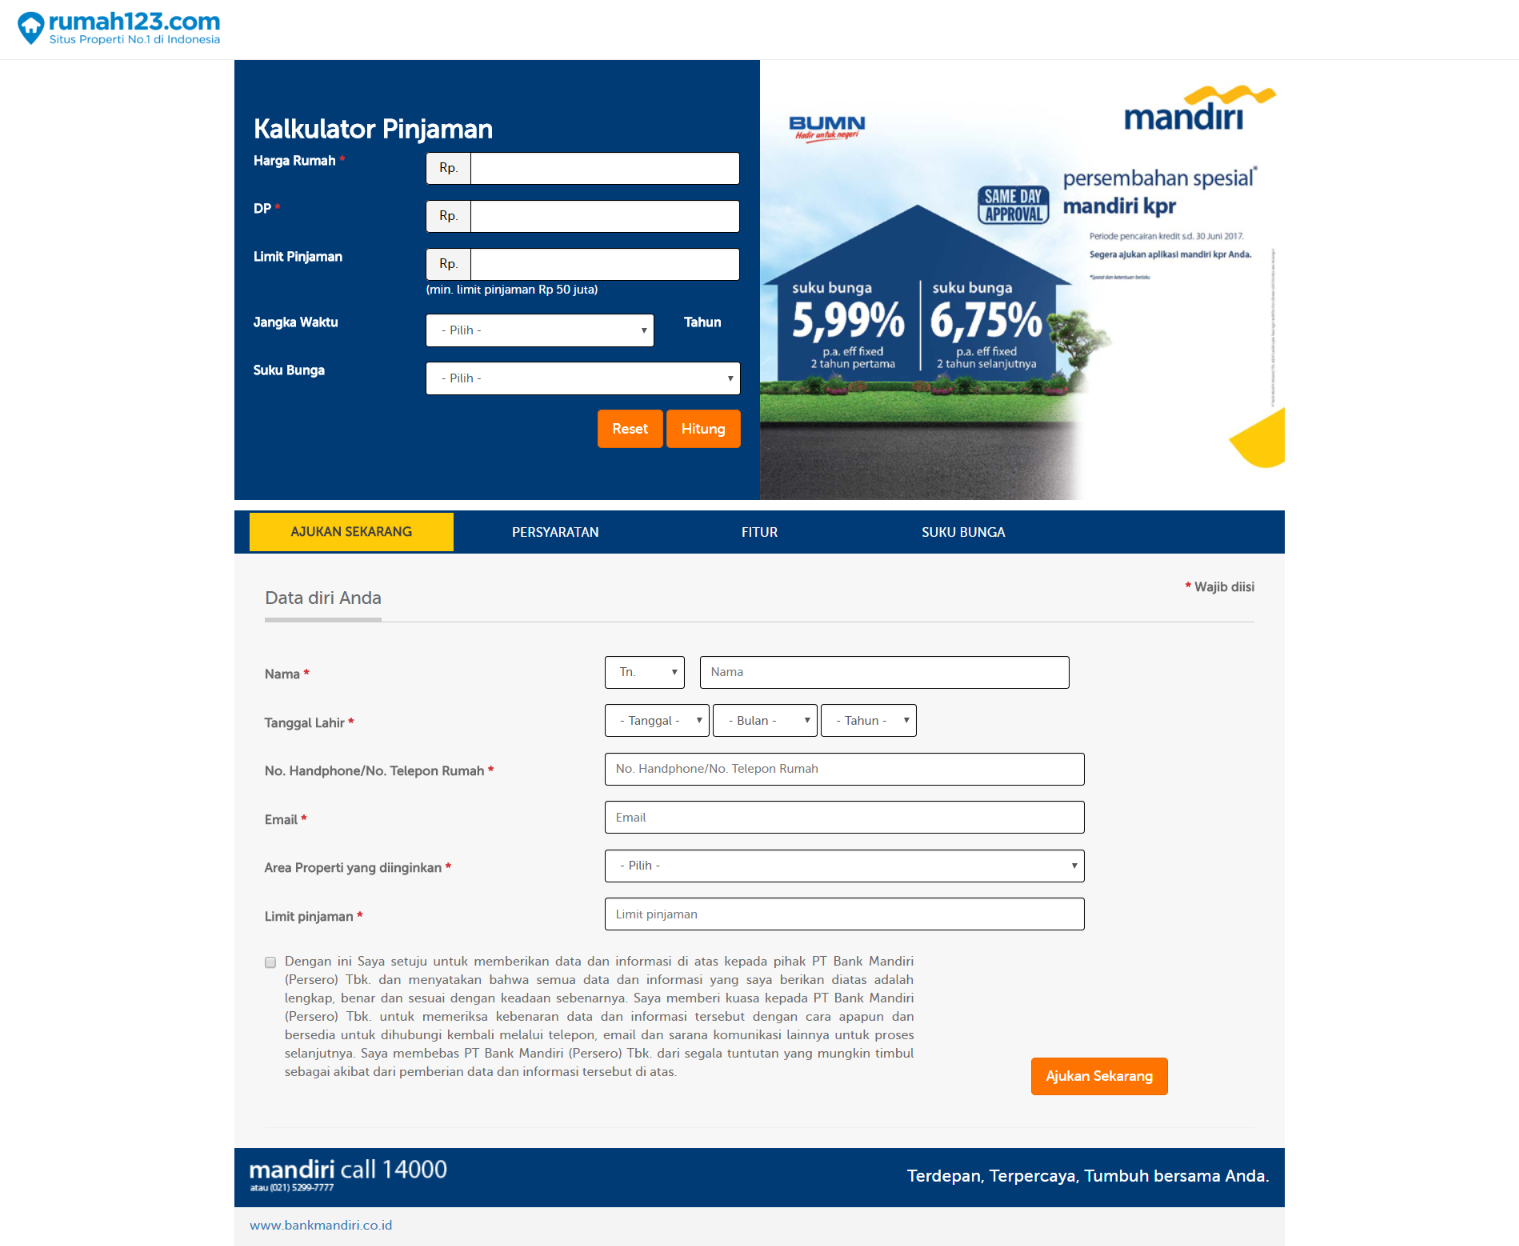 rumah123.com
Situs Properti No.1 di Indonesia
Kalkulator Pinjaman
Harga Rumah *
Rp.
DP *
Rp.
Limit Pinjaman
Rp.
(min. limit pinjaman Rp 50 juta)
Jangka Waktu
- Pilih -
Tahun
Suku Bunga
- Pilih -
Reset
Hitung
BUMN
Hadir untuk negeri
mandiri
SAME DAY
APPROVAL
persembahan spesial*
mandiri kpr
Periode pencairan kredit s.d. 30 Juni 2017.
Segera ajukan aplikasi mandiri kpr Anda.
*Syarat dan ketentuan berlaku
suku bunga
5,99%
p.a. eff fixed
2 tahun pertama
suku bunga
6,75%
p.a. eff fixed
2 tahun selanjutnya
AJUKAN SEKARANG
PERSYARATAN
FITUR
SUKU BUNGA
Data diri Anda
* Wajib diisi
Nama *
Tn.
Nama
Tanggal Lahir *
- Tanggal -
- Bulan -
- Tahun -
No. Handphone/No. Telepon Rumah *
No. Handphone/No. Telepon Rumah
Email *
Email
Area Properti yang diinginkan *
- Pilih -
Limit pinjaman *
Limit pinjaman
Dengan ini Saya setuju untuk memberikan data dan informasi di atas kepada pihak PT Bank Mandiri
(Persero) Tbk. dan menyatakan bahwa semua data dan informasi yang saya berikan diatas adalah
lengkap, benar dan sesuai dengan keadaan sebenarnya. Saya memberi kuasa kepada PT Bank Mandiri
(Persero) Tbk. untuk memeriksa kebenaran data dan informasi tersebut dengan cara apapun dan
bersedia untuk dihubungi kembali melalui telepon, email dan sarana komunikasi lainnya untuk proses
selanjutnya. Saya membebas PT Bank Mandiri (Persero) Tbk. dari segala tuntutan yang mungkin timbul
sebagai akibat dari pemberian data dan informasi tersebut di atas.
Ajukan Sekarang
mandiri call 14000
atau (021) 5299-7777
Terdepan, Terpercaya, Tumbuh bersama Anda.
www.bankmandiri.co.id